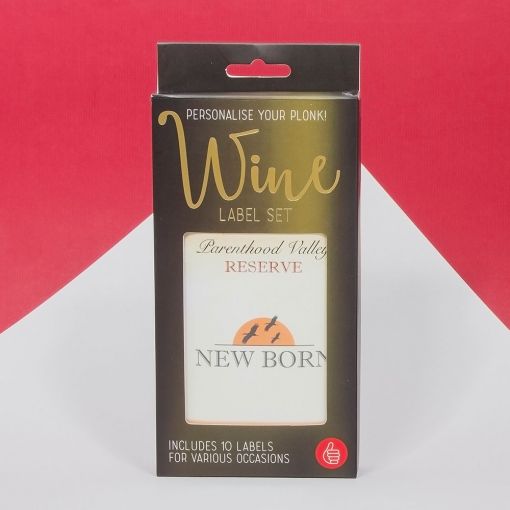 PERSONALISE YOUR PLONK!
Wine
LABEL SET
Parenthood Valley
RESERVE
NEW BORN
INCLUDES 10 LABELS
FOR VARIOUS OCCASIONS